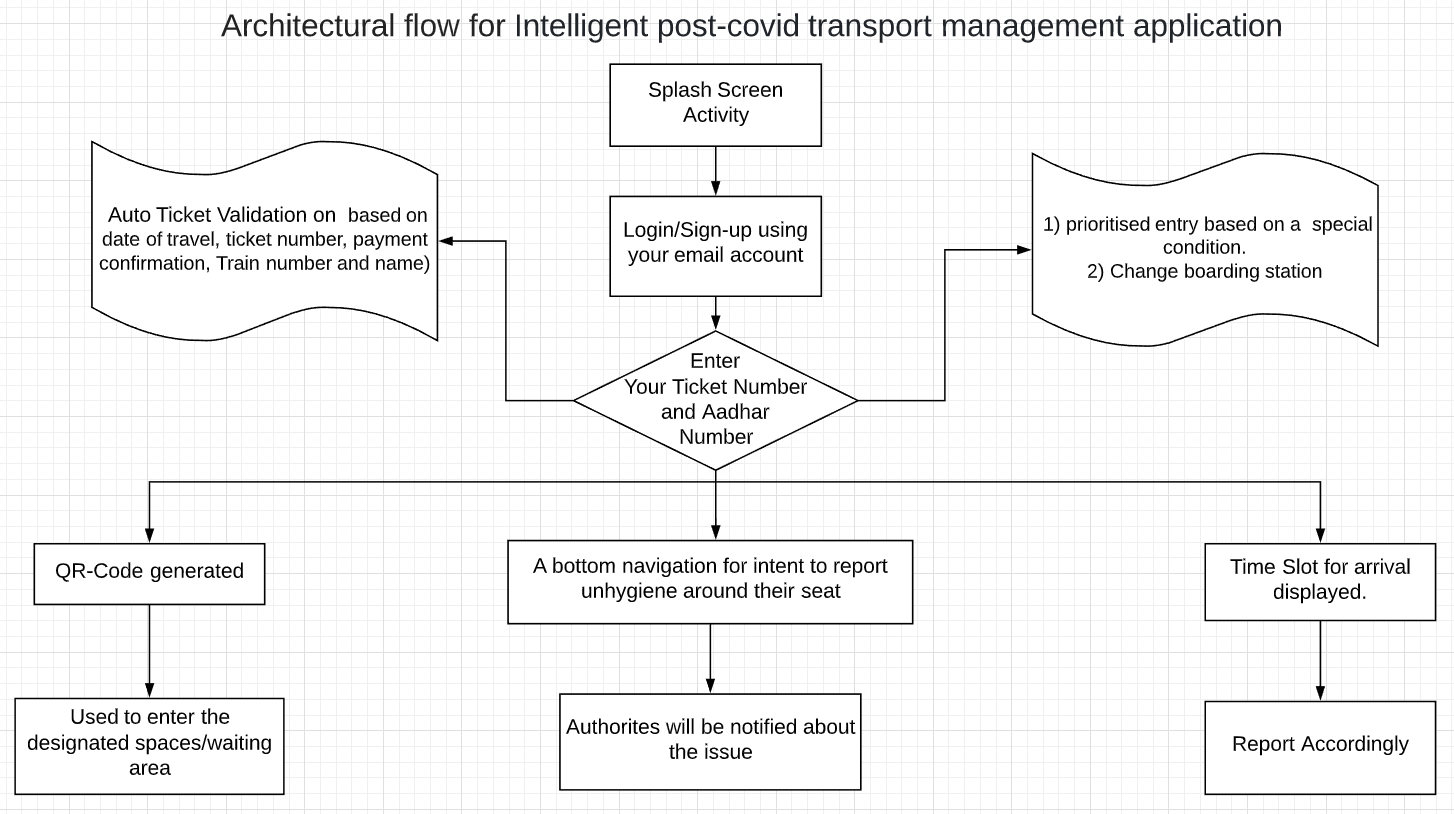 Architectural flow for Intelligent post-covid transport management application
Splash Screen
Activity
Auto Ticket Validation on  based on
date of travel, ticket number, payment
confirmation, Train number and name)
Login/Sign-up using
your email account
1) prioritised entry based on a  special
condition.
2) Change boarding station
Enter
Your Ticket Number
and Aadhar
Number
QR-Code generated
A bottom navigation for intent to report
unhygiene around their seat
Time Slot for arrival
displayed.
Used to enter the
designated spaces/waiting
area
Authorites will be notified about
the issue
Report Accordingly